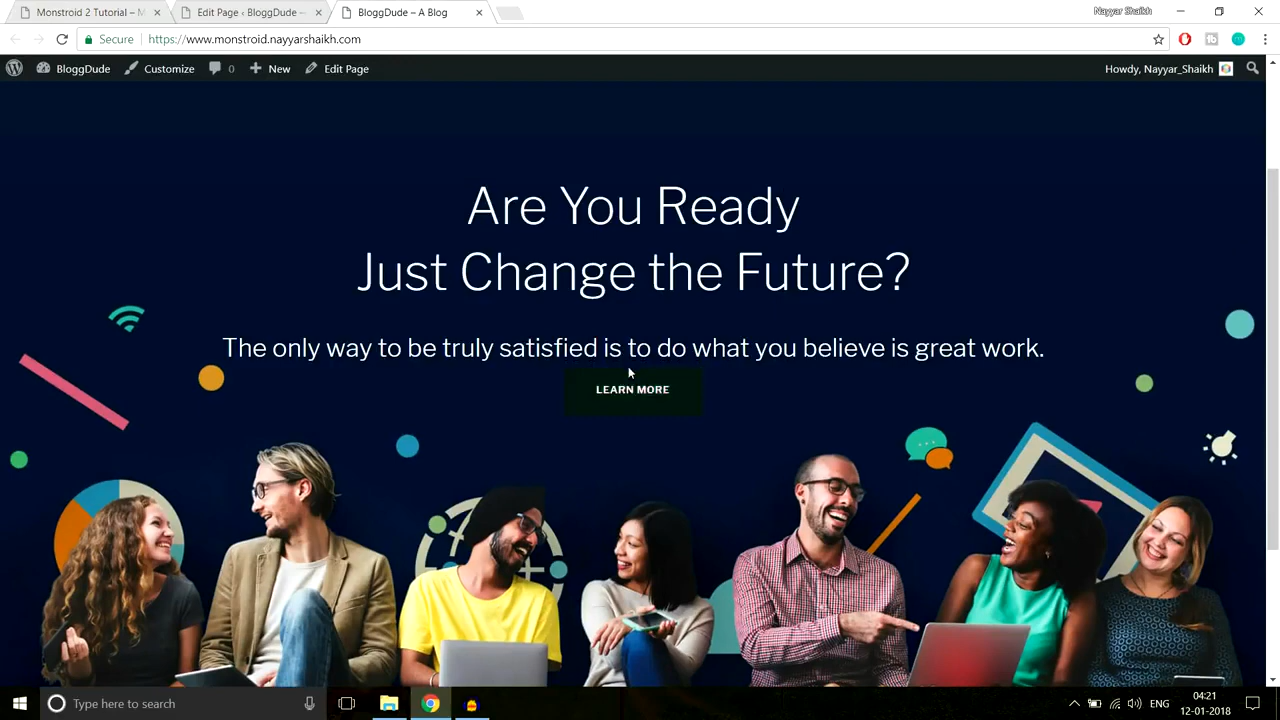 Monstroid 2 Tutorial – M
Edit Page ‹ BloggDude –
BloggDude – A Blog
Nayyar Shaikh
Secure
https://www.monstroid.nayyarshaikh.com
BloggDude
Customize
0
New
Edit Page
Howdy, Nayyar_Shaikh
Are You Ready
Just Change the Future?
The only way to be truly satisfied is to do what you believe is great work.
LEARN MORE
Type here to search
ENG
04:21
12-01-2018